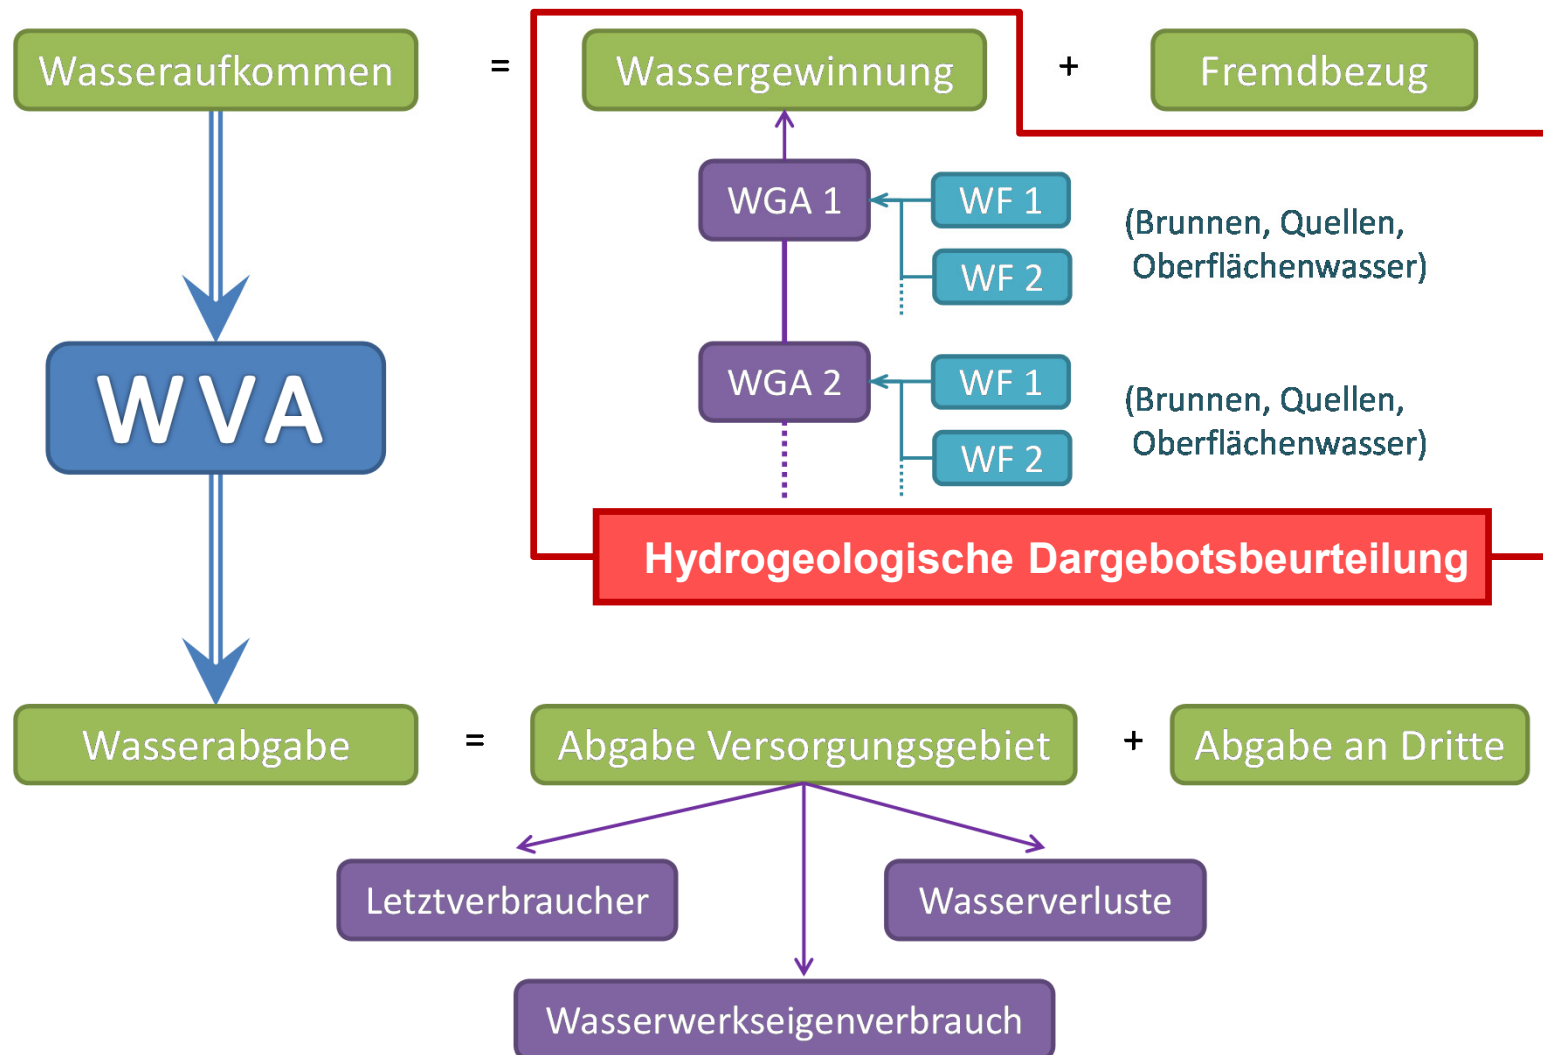 Wasseraufkommen = Wassergewinnung + Fremdbezug
WGA 1
WF 1
WF 2
(Brunnen, Quellen,
Oberflächenwasser)
WVA
WGA 2
WF 1
WF 2
(Brunnen, Quellen,
Oberflächenwasser)
Hydrogeologische Dargebotsbeurteilung
Wasserabgabe = Abgabe Versorgungsgebiet + Abgabe an Dritte
Letztverbraucher
Wasserverluste
Wasserwerkseigenverbrauch